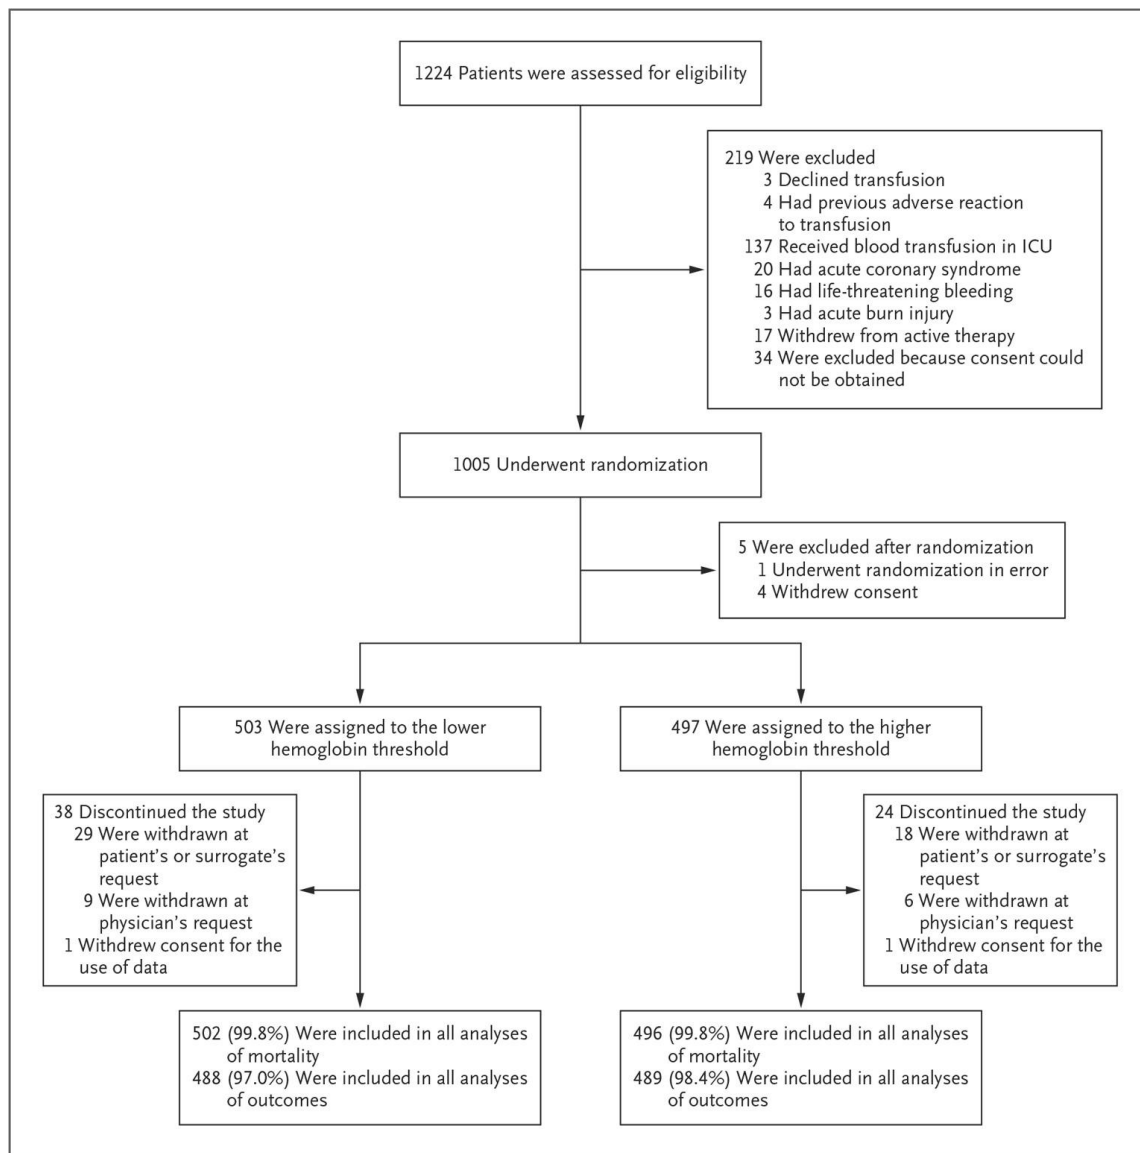 1224 Patients were assessed for eligibility
219 Were excluded
3 Declined transfusion
4 Had previous adverse reaction
to transfusion
137 Received blood transfusion in ICU
20 Had acute coronary syndrome
16 Had life-threatening bleeding
3 Had acute burn injury
17 Withdrew from active therapy
34 Were excluded because consent could
not be obtained
1005 Underwent randomization
5 Were excluded after randomization
1 Underwent randomization in error
4 Withdrew consent
503 Were assigned to the lower
hemoglobin threshold
497 Were assigned to the higher
hemoglobin threshold
38 Discontinued the study
29 Were withdrawn at
patient's or surrogate's
request
9 Were withdrawn at
physician's request
1 Withdrew consent for the
use of data
24 Discontinued the study
18 Were withdrawn at
patient's or surrogate's
request
6 Were withdrawn at
physician's request
1 Withdrew consent for the
use of data
502 (99.8%) Were included in all analyses
of mortality
488 (97.0%) Were included in all analyses
of outcomes
496 (99.8%) Were included in all analyses
of mortality
489 (98.4%) Were included in all analyses
of outcomes